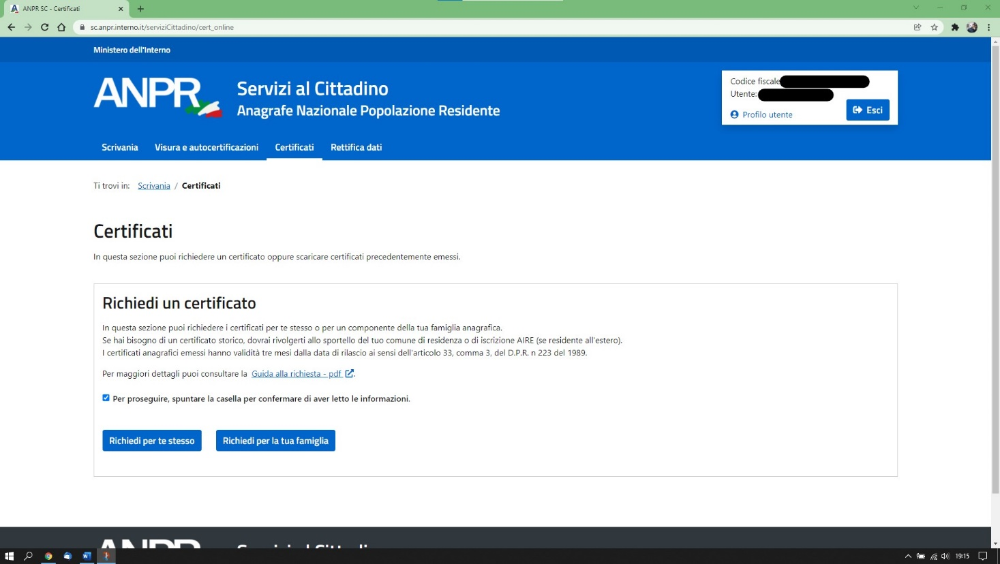 ANPR SC - Certificati
sc.anpr.interno.it/serviziCittadino/cert_online
Ministero dell'Interno
ANPR
Servizi al Cittadino
Anagrafe Nazionale Popolazione Residente
Codice fiscale
Utente:
Profilo utente
Esci
Scrivania Visura e autocertificazioni Certificati Rettifica dati
Ti trovi in: Scrivania / Certificati
Certificati
In questa sezione puoi richiedere un certificato oppure scaricare certificati precedentemente emessi.
Richiedi un certificato
In questa sezione puoi richiedere i certificati per te stesso o per un componente della tua famiglia anagrafica.
Se hai bisogno di un certificato storico, dovrai rivolgerti allo sportello del tuo comune di residenza o di iscrizione AIRE (se residente all'estero).
I certificati anagrafici emessi hanno validità tre mesi dalla data di rilascio ai sensi dell'articolo 33, comma 3, del D.P.R. n 223 del 1989.
Per maggiori dettagli puoi consultare la Guida alla richiesta - pdf .
Per proseguire, spuntare la casella per confermare di aver letto le informazioni.
Richiedi per te stesso Richiedi per la tua famiglia
ANPR
Servizi al Cittadino
19:15